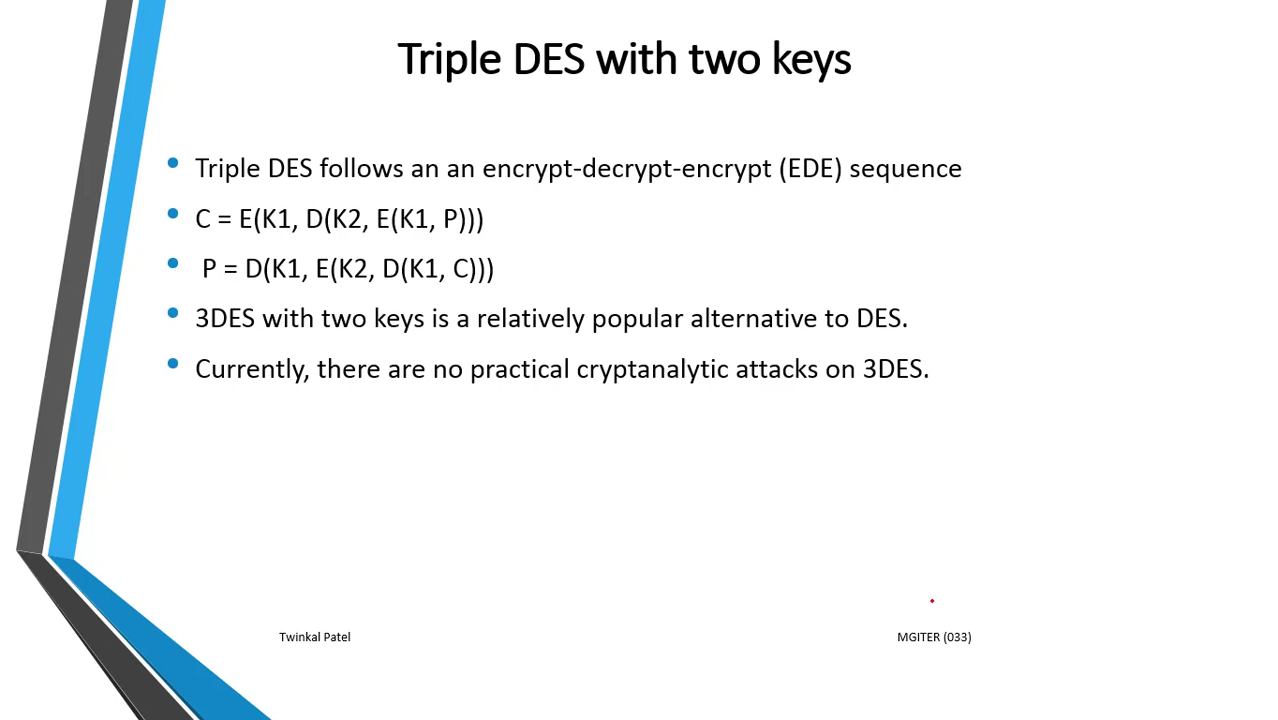 Triple DES with two keys
• Triple DES follows an an encrypt-decrypt-encrypt (EDE) sequence
• C = E(K1, D(K2, E(K1, P)))
• P = D(K1, E(K2, D(K1, C)))
• 3DES with two keys is a relatively popular alternative to DES.
• Currently, there are no practical cryptanalytic attacks on 3DES.
Twinkal Patel
MGITER (033)